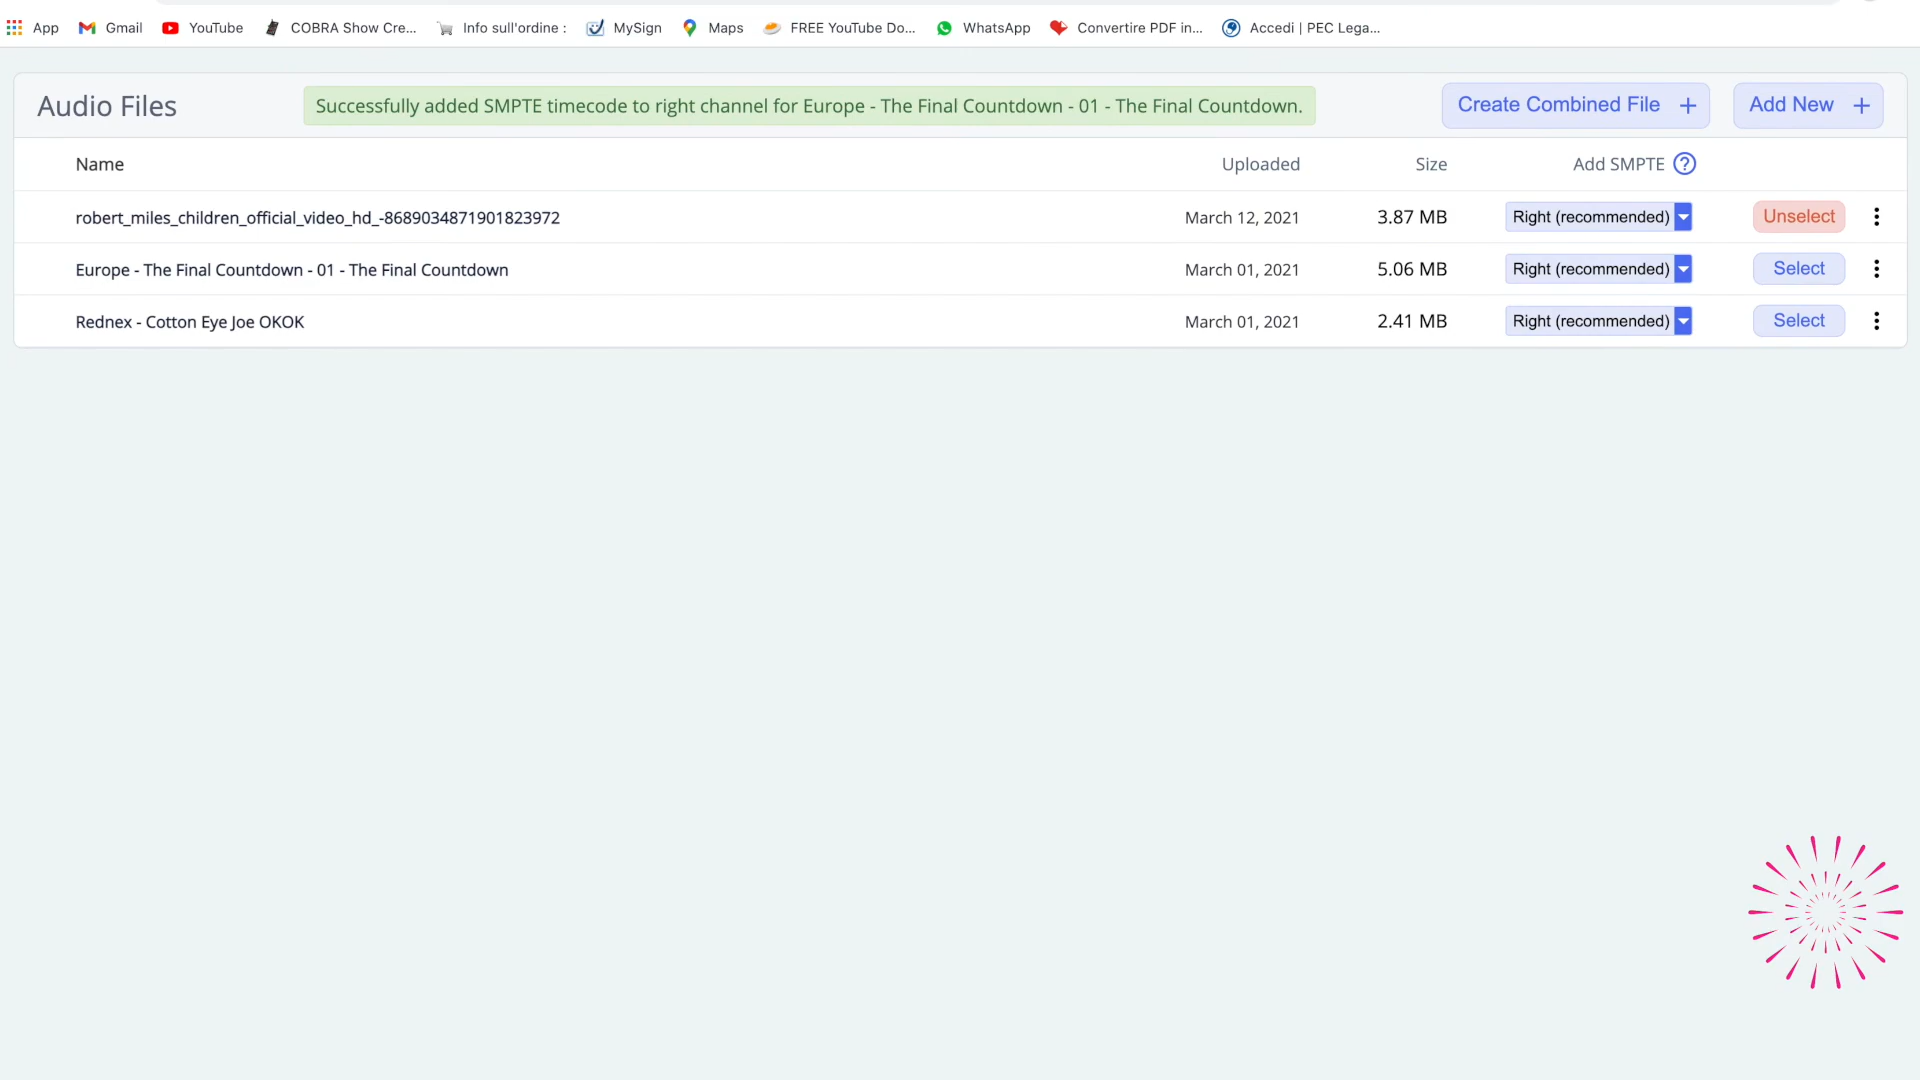 App Gmail YouTube COBRA Show Cre... Info sull'ordine : MySign Maps FREE YouTube Do... WhatsApp Convertire PDF in... Accedi | PEC Lega...
Audio Files Successfully added SMPTE timecode to right channel for Europe - The Final Countdown - 01 - The Final Countdown. Create Combined File + Add New +
Name Uploaded Size Add SMPTE ?
robert_miles_children_official_video_hd_-8689034871901823972 March 12, 2021 3.87 MB Right (recommended) Unselect
Europe - The Final Countdown - 01 - The Final Countdown March 01, 2021 5.06 MB Right (recommended) Select
Rednex - Cotton Eye Joe OKOK March 01, 2021 2.41 MB Right (recommended) Select